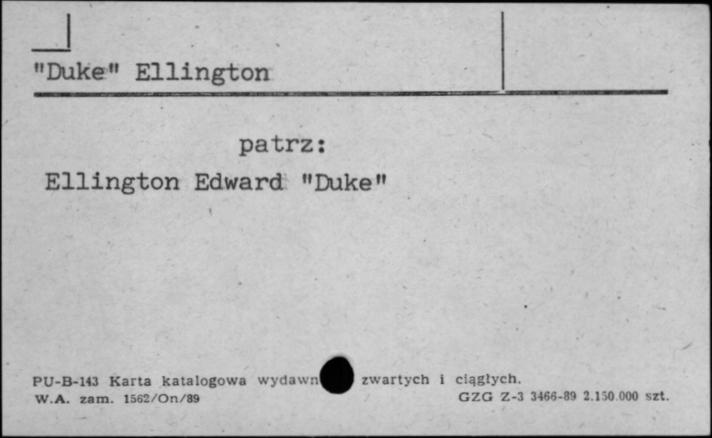 "Duke" Ellington
patrz:
Ellington Edward "Duke"
PU-B-143 Karta katalogowa wydawn zwartych i ciągłych.
W.A. zam. 1562/On/89 GZG Z-3 3466-89 2.150.000 szt.